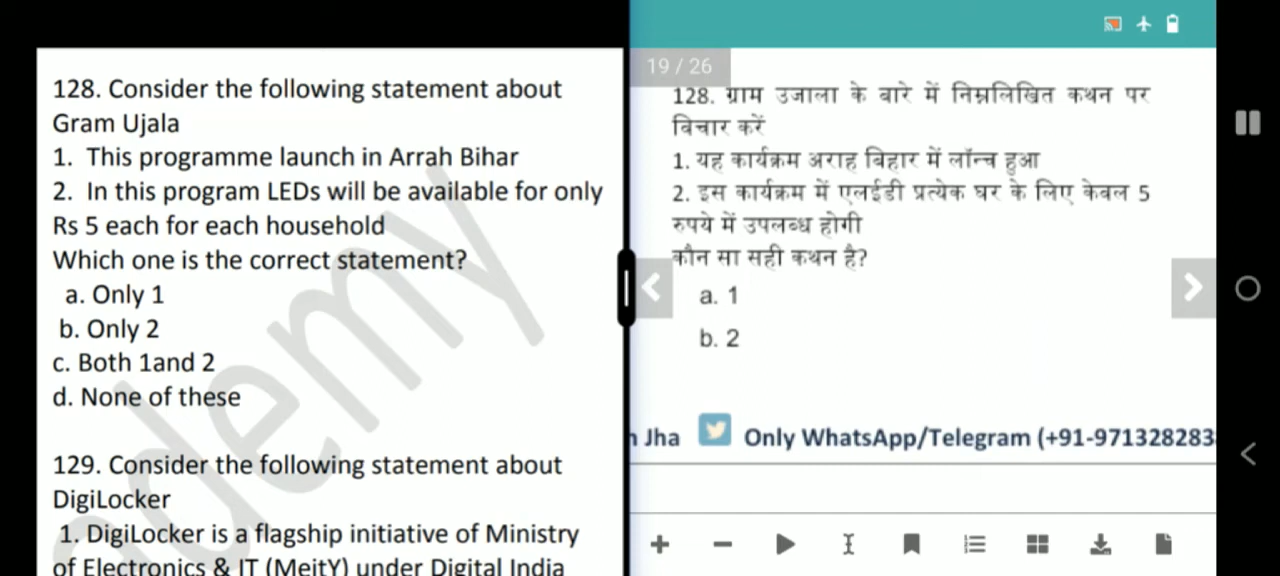 128. Consider the following statement about
Gram Ujala
1. This programme launch in Arrah Bihar
2. In this program LEDs will be available for only
Rs 5 each for each household
Which one is the correct statement?
a. Only 1
b. Only 2
c. Both 1and 2
d. None of these
129. Consider the following statement about
DigiLocker
1. DigiLocker is a flagship initiative of Ministry
of Electronics & IT (MeitY) under Digital India
19 / 26
128. ग्राम उजाला के बारे में निम्नलिखित कथन पर
विचार करें
1. यह कार्यक्रम अराह बिहार में लॉन्च हुआ
2. इस कार्यक्रम में एलईडी प्रत्येक घर के लिए केवल 5
रुपये में उपलब्ध होगी
कौन सा सही कथन है?
a. 1
b. 2
Jha Only WhatsApp/Telegram (+91-971328283
ademy